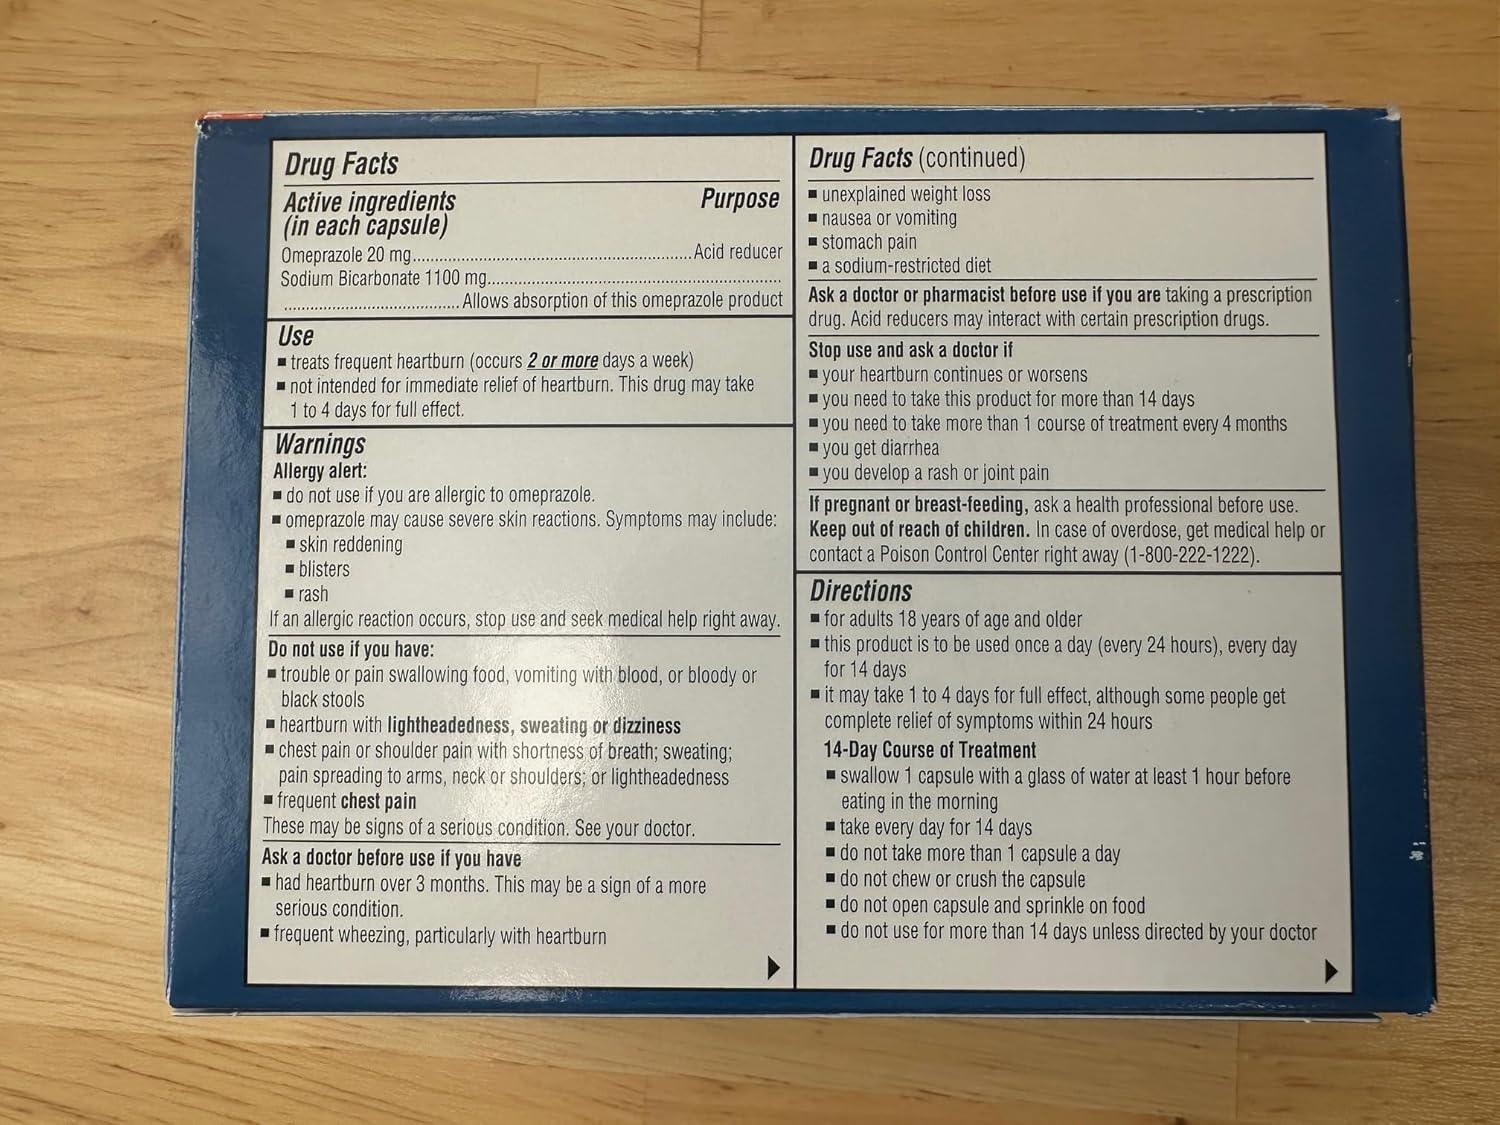 Drug Facts
Active ingredients
(in each capsule)
Purpose
Omeprazole 20 mg..........................................................Acid reducer
Sodium Bicarbonate 1100 mg.............................................................
.....................................Allows absorption of this omeprazole product
Use
■ treats frequent heartburn (occurs 2 or more days a week)
■ not intended for immediate relief of heartburn. This drug may take
1 to 4 days for full effect.
Warnings
Allergy alert:
■ do not use if you are allergic to omeprazole.
■ omeprazole may cause severe skin reactions. Symptoms may include:
■ skin reddening
■ blisters
■ rash
If an allergic reaction occurs, stop use and seek medical help right away.
Do not use if you have:
■ trouble or pain swallowing food, vomiting with blood, or bloody or
black stools
■ heartburn with lightheadedness, sweating or dizziness
■ chest pain or shoulder pain with shortness of breath; sweating;
pain spreading to arms, neck or shoulders; or lightheadedness
■ frequent chest pain
These may be signs of a serious condition. See your doctor.
Ask a doctor before use if you have
■ had heartburn over 3 months. This may be a sign of a more
serious condition.
■ frequent wheezing, particularly with heartburn
Drug Facts (continued)
■ unexplained weight loss
■ nausea or vomiting
■ stomach pain
■ a sodium-restricted diet
Ask a doctor or pharmacist before use if you are taking a prescription
drug. Acid reducers may interact with certain prescription drugs.
Stop use and ask a doctor if
■ your heartburn continues or worsens
■ you need to take this product for more than 14 days
■ you need to take more than 1 course of treatment every 4 months
■ you get diarrhea
■ you develop a rash or joint pain
If pregnant or breast-feeding, ask a health professional before use.
Keep out of reach of children. In case of overdose, get medical help or
contact a Poison Control Center right away (1-800-222-1222).
Directions
■ for adults 18 years of age and older
■ this product is to be used once a day (every 24 hours), every day
for 14 days
■ it may take 1 to 4 days for full effect, although some people get
complete relief of symptoms within 24 hours
14-Day Course of Treatment
■ swallow 1 capsule with a glass of water at least 1 hour before
eating in the morning
■ take every day for 14 days
■ do not take more than 1 capsule a day
■ do not chew or crush the capsule
■ do not open capsule and sprinkle on food
■ do not use for more than 14 days unless directed by your doctor